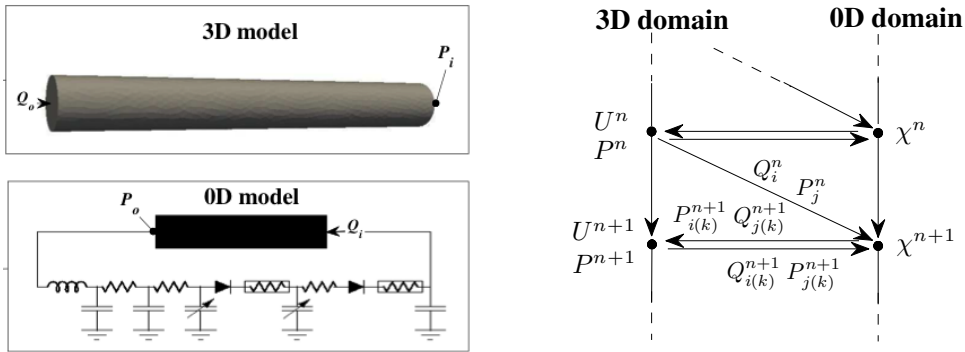 3D model
P_i
Q_o
0D model
P_o
Q_i
3D domain
0D domain
U^n
P^n
χ^n
Q_i^n
P_j^n
P_{i(k)}^{n+1} Q_{j(k)}^{n+1}
U^{n+1}
P^{n+1}
χ^{n+1}
Q_{i(k)}^{n+1} P_{j(k)}^{n+1}